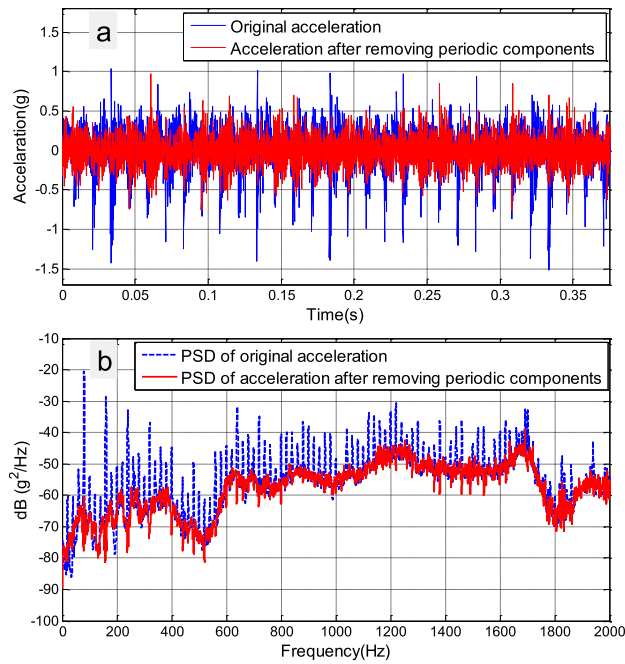 a
Original acceleration
Acceleration after removing periodic components
1.5
1
0.5
0
-0.5
-1
-1.5
Accelaration(g)
0 0.05 0.1 0.15 0.2 0.25 0.3 0.35
Time(s)
b
PSD of original acceleration
PSD of acceleration after removing periodic components
-10
-20
-30
-40
-50
-60
-70
-80
-90
-100
dB (g²/Hz)
0 200 400 600 800 1000 1200 1400 1600 1800 2000
Frequency(Hz)